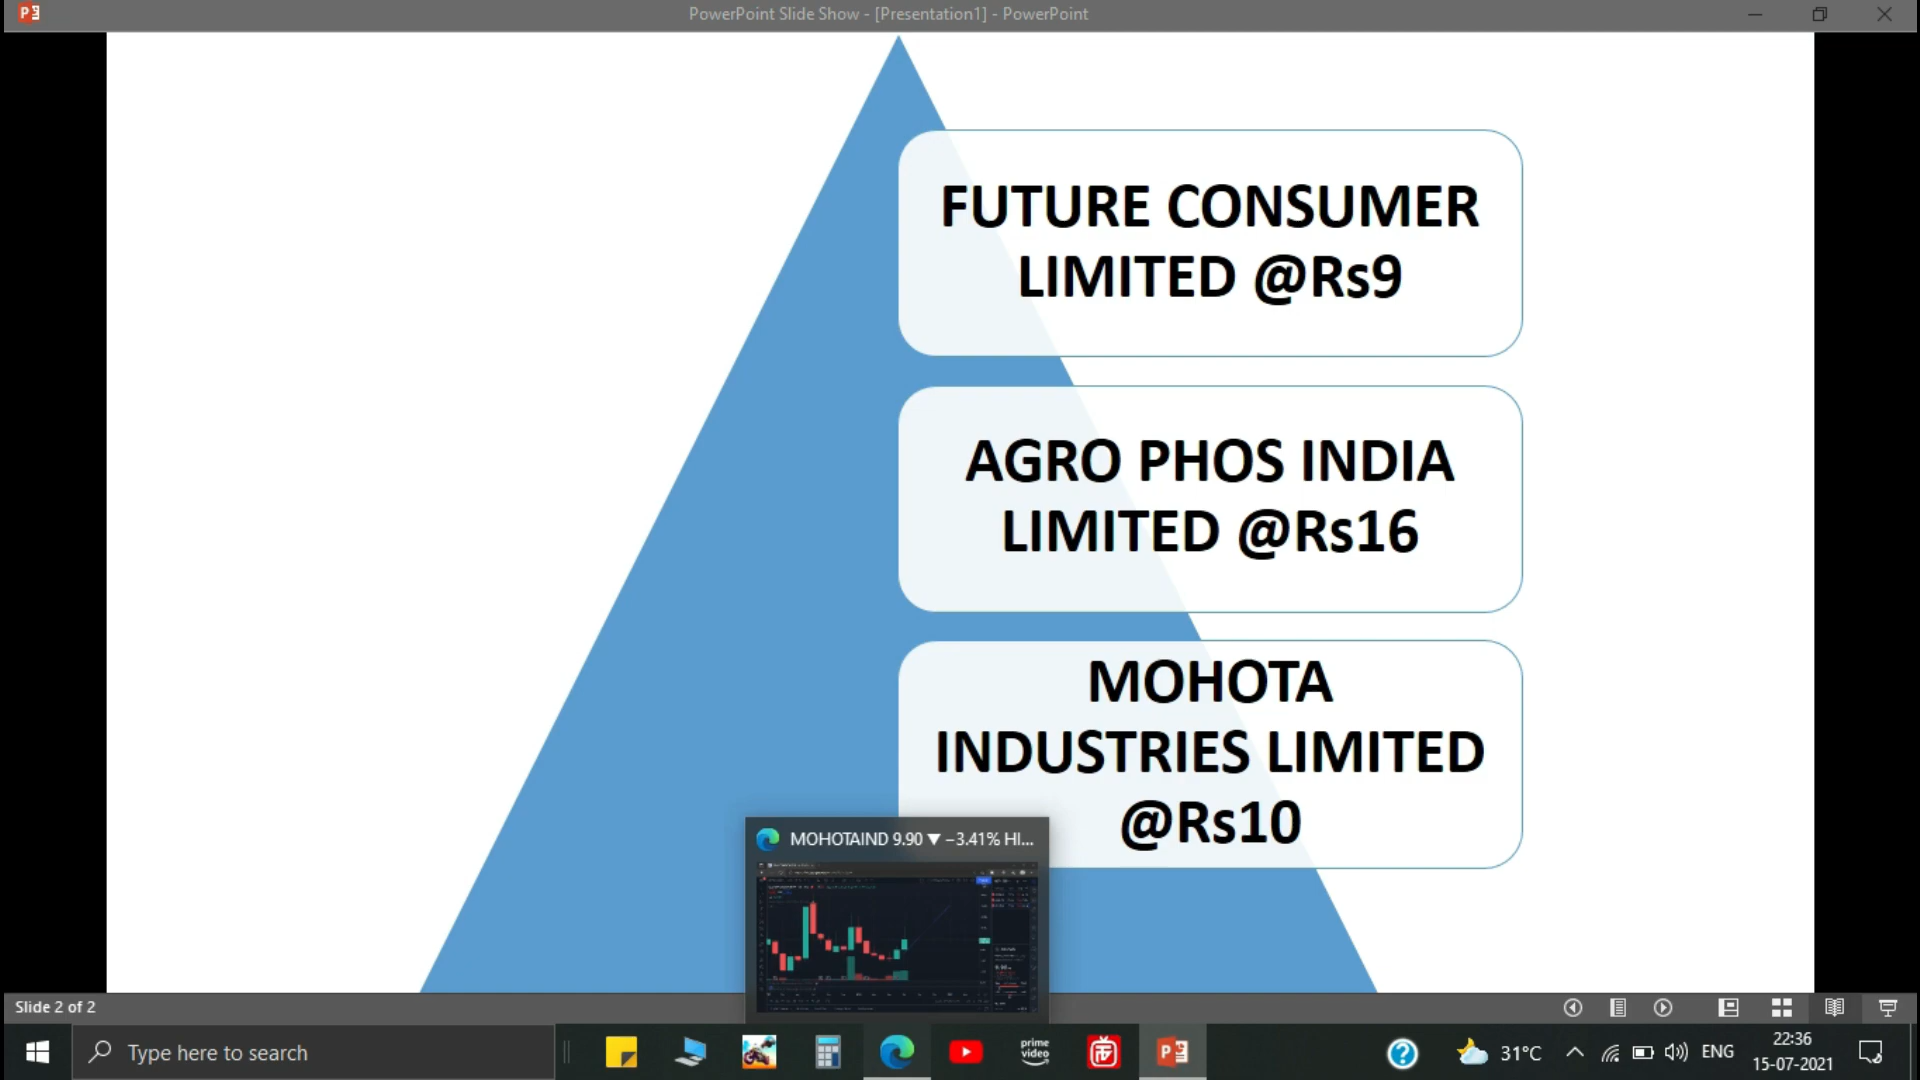 PowerPoint Slide Show - [Presentation1] - PowerPoint
FUTURE CONSUMER
LIMITED @Rs9
AGRO PHOS INDIA
LIMITED @Rs16
MOHOTA
INDUSTRIES LIMITED
@Rs10
MOHOTAIND 9.90 ▼ −3.41% HI...
Slide 2 of 2
Type here to search
prime
video
31°C
ENG
22:36
15-07-2021